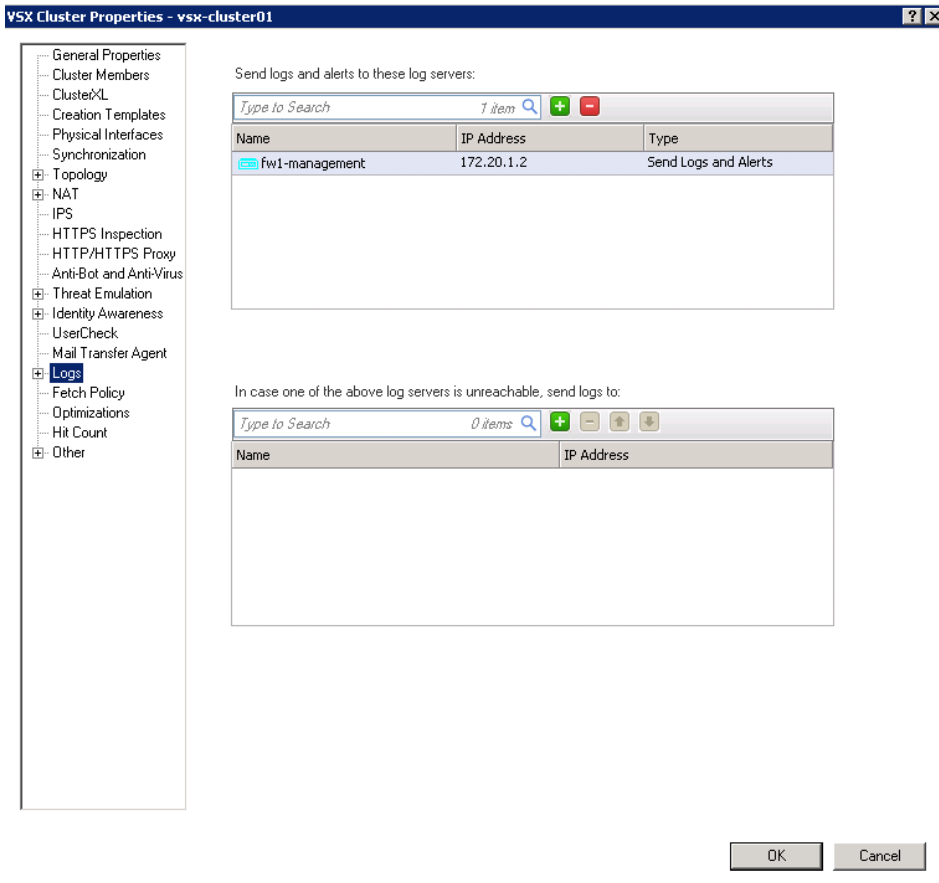 VSX Cluster Properties - vsx-cluster01
?
General Properties
Cluster Members
ClusterXL
Creation Templates
Physical Interfaces
Synchronization
Topology
NAT
IPS
HTTPS Inspection
HTTP/HTTPS Proxy
Anti-Bot and Anti-Virus
Threat Emulation
Identity Awareness
UserCheck
Mail Transfer Agent
Logs
Fetch Policy
Optimizations
Hit Count
Other
Send logs and alerts to these log servers:
Type to Search 1 item
Name IP Address Type
fw1-management 172.20.1.2 Send Logs and Alerts
In case one of the above log servers is unreachable, send logs to:
Type to Search 0 items
Name IP Address
OK Cancel